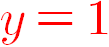 y = 1